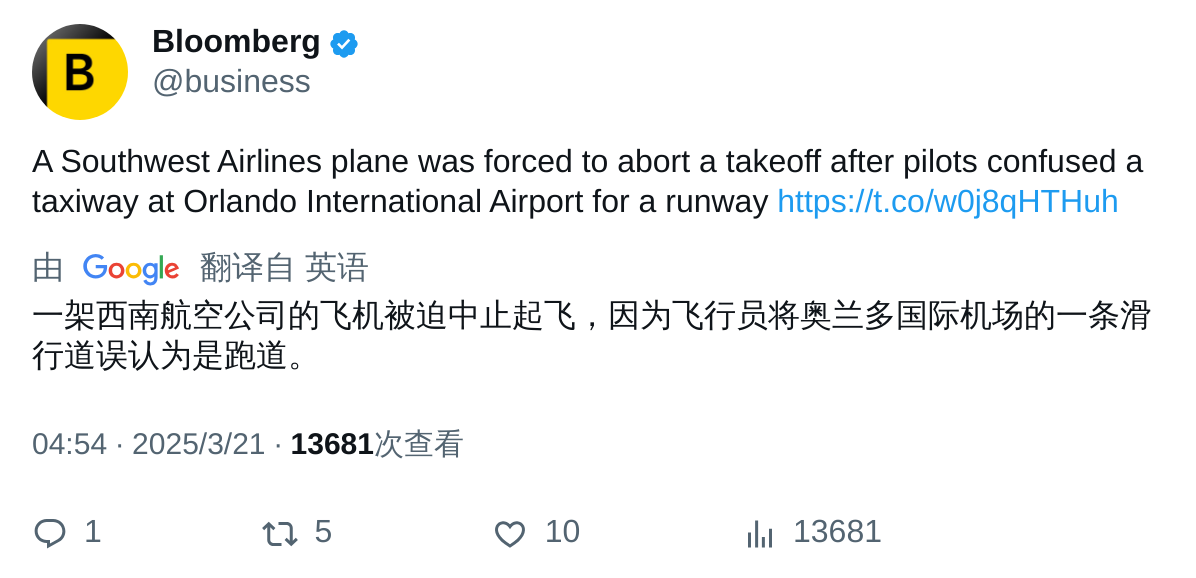 B
Bloomberg
@business
A Southwest Airlines plane was forced to abort a takeoff after pilots confused a
taxiway at Orlando International Airport for a runway https://t.co/w0j8qHTHuh
由 Google 翻译自 英语
一架西南航空公司的飞机被迫中止起飞，因为飞行员将奥兰多国际机场的一条滑
行道误认为是跑道。
04:54 · 2025/3/21 · 13681次查看
1 5 10 13681